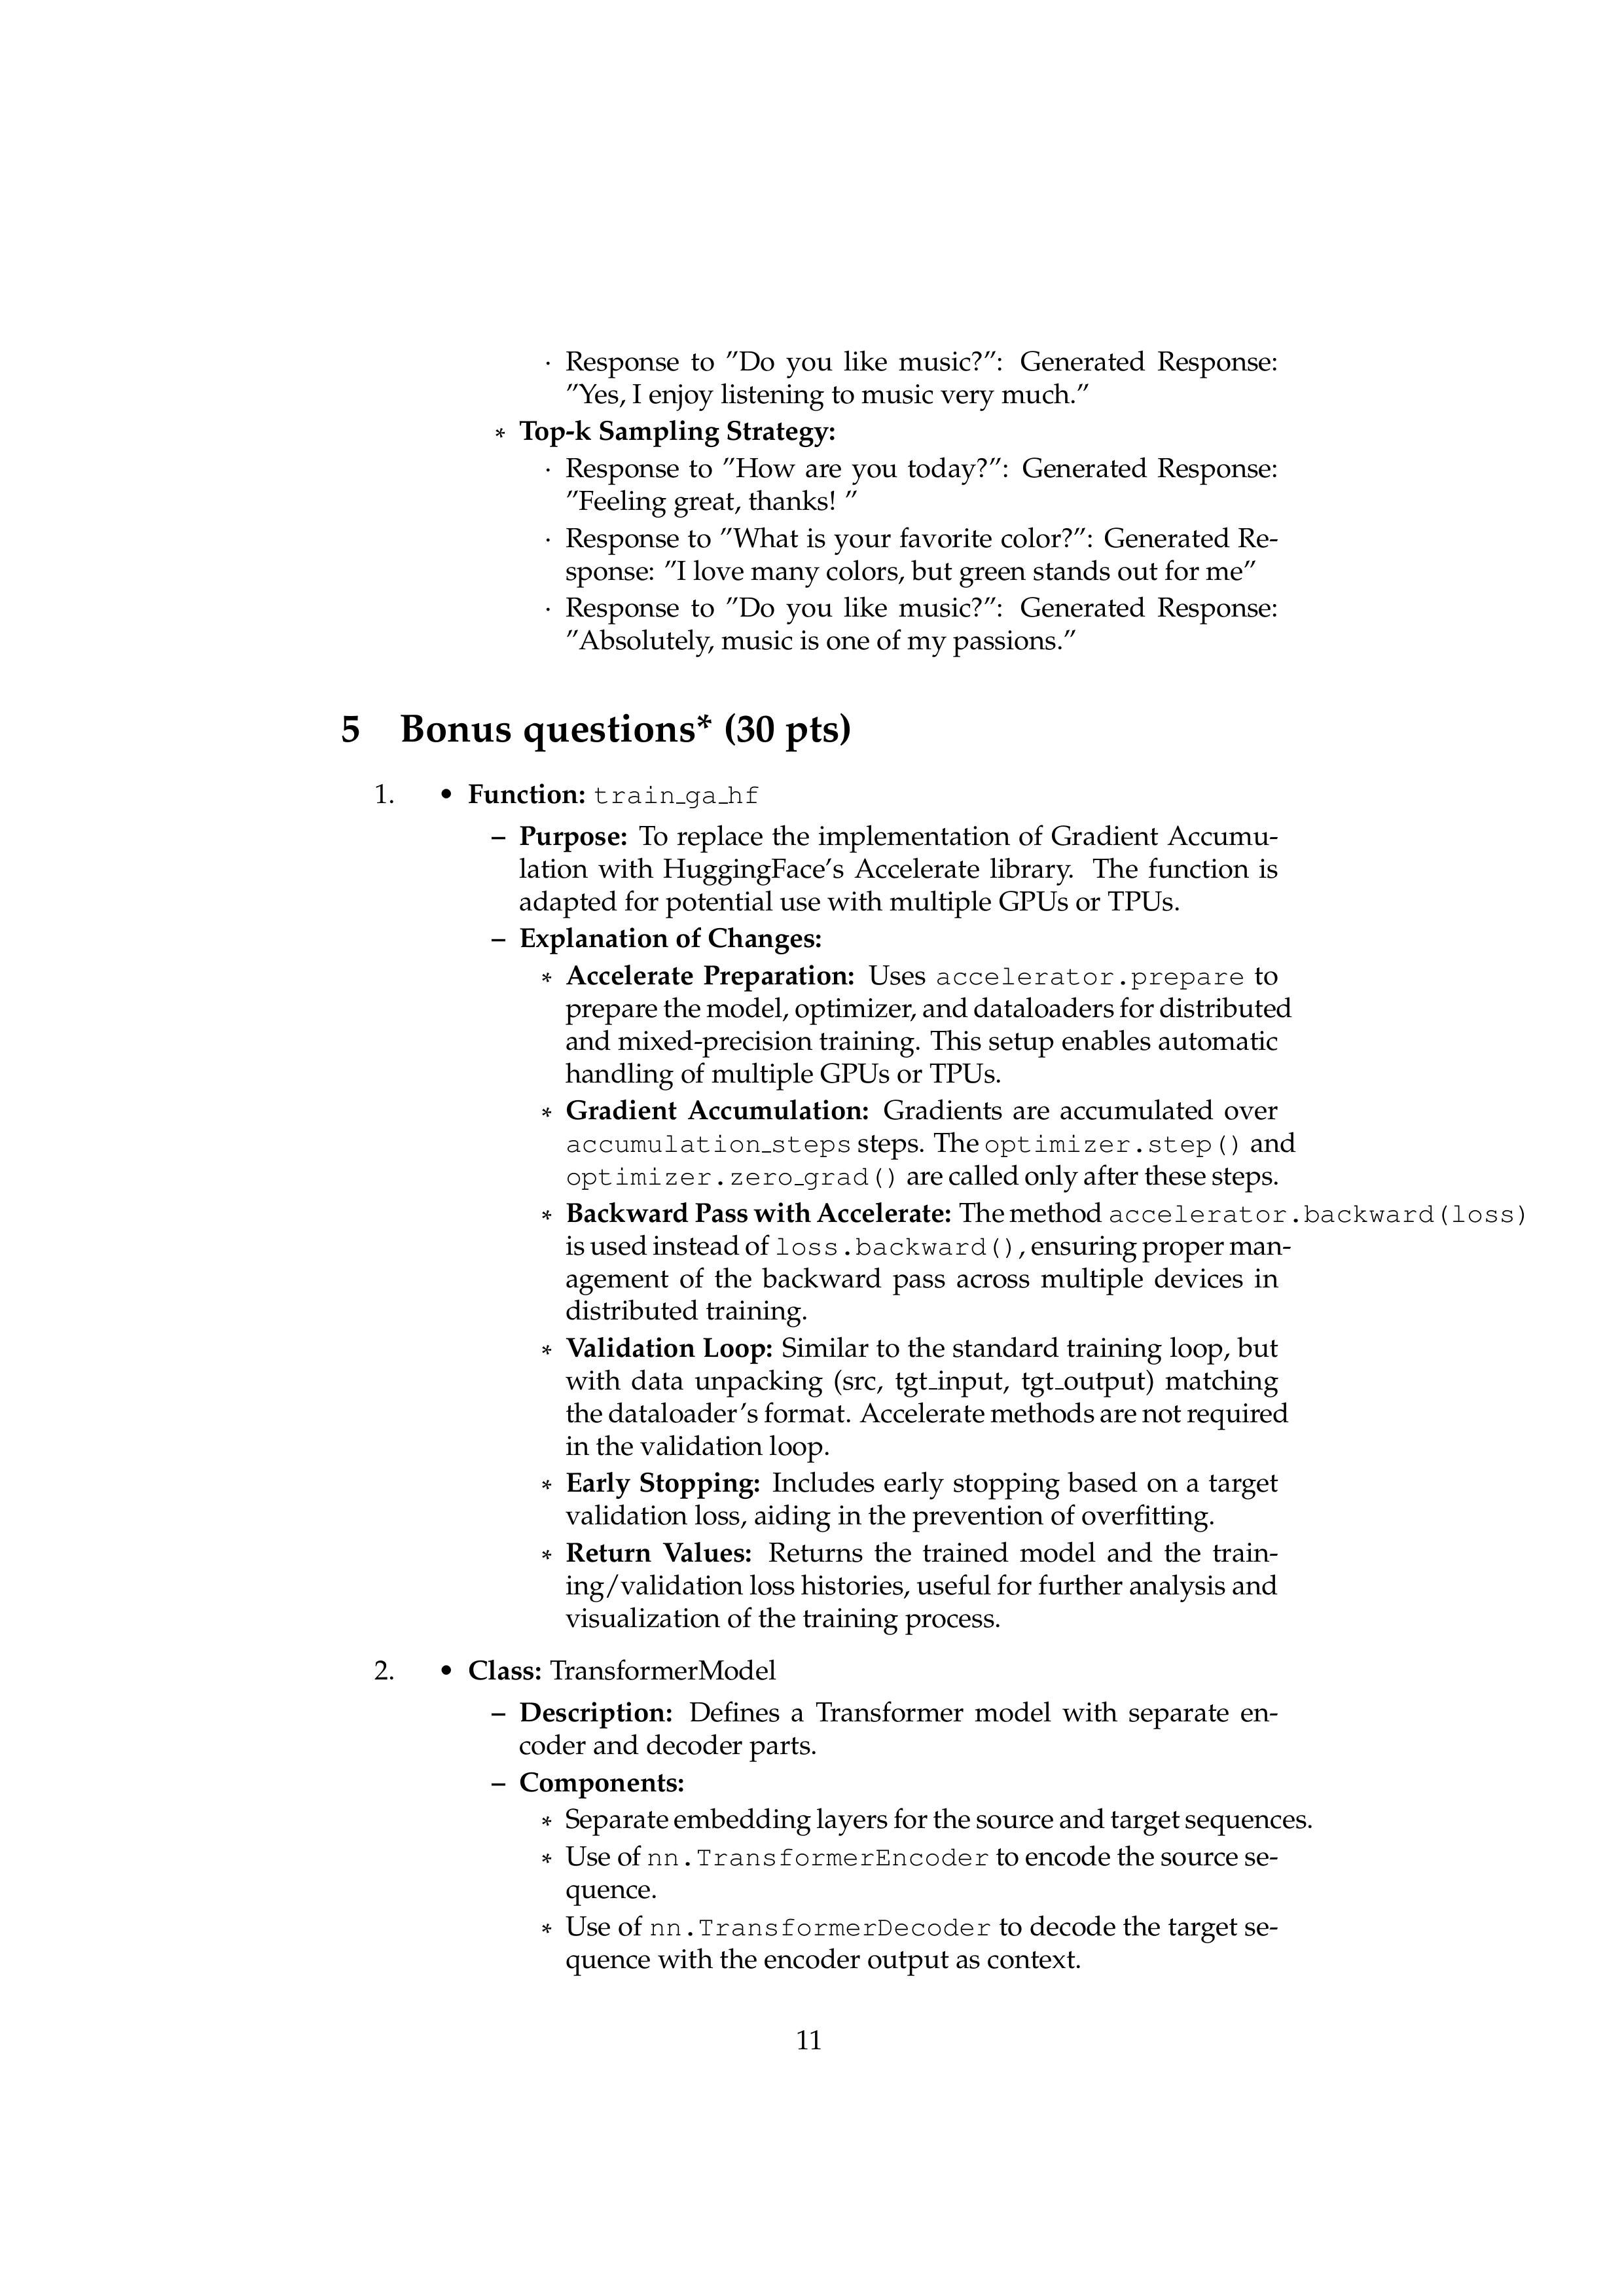 · Response to ”Do you like music?”: Generated Response:
”Yes, I enjoy listening to music very much.”
* Top-k Sampling Strategy:
· Response to ”How are you today?”: Generated Response:
”Feeling great, thanks! ”
· Response to ”What is your favorite color?”: Generated Re-
sponse: ”I love many colors, but green stands out for me”
· Response to ”Do you like music?”: Generated Response:
”Absolutely, music is one of my passions.”
5 Bonus questions* (30 pts)
1. • Function: train_ga_hf
– Purpose: To replace the implementation of Gradient Accumu-
lation with HuggingFace’s Accelerate library. The function is
adapted for potential use with multiple GPUs or TPUs.
– Explanation of Changes:
* Accelerate Preparation: Uses accelerator.prepare to
prepare the model, optimizer, and dataloaders for distributed
and mixed-precision training. This setup enables automatic
handling of multiple GPUs or TPUs.
* Gradient Accumulation: Gradients are accumulated over
accumulation_steps steps. The optimizer.step() and
optimizer.zero_grad() are called only after these steps.
* Backward Pass with Accelerate: The method accelerator.backward(loss)
is used instead of loss.backward(), ensuring proper man-
agement of the backward pass across multiple devices in
distributed training.
* Validation Loop: Similar to the standard training loop, but
with data unpacking (src, tgt_input, tgt_output) matching
the dataloader’s format. Accelerate methods are not required
in the validation loop.
* Early Stopping: Includes early stopping based on a target
validation loss, aiding in the prevention of overfitting.
* Return Values: Returns the trained model and the train-
ing/validation loss histories, useful for further analysis and
visualization of the training process.
2. • Class: TransformerModel
– Description: Defines a Transformer model with separate en-
coder and decoder parts.
– Components:
* Separate embedding layers for the source and target sequences.
* Use of nn.TransformerEncoder to encode the source se-
quence.
* Use of nn.TransformerDecoder to decode the target se-
quence with the encoder output as context.
11